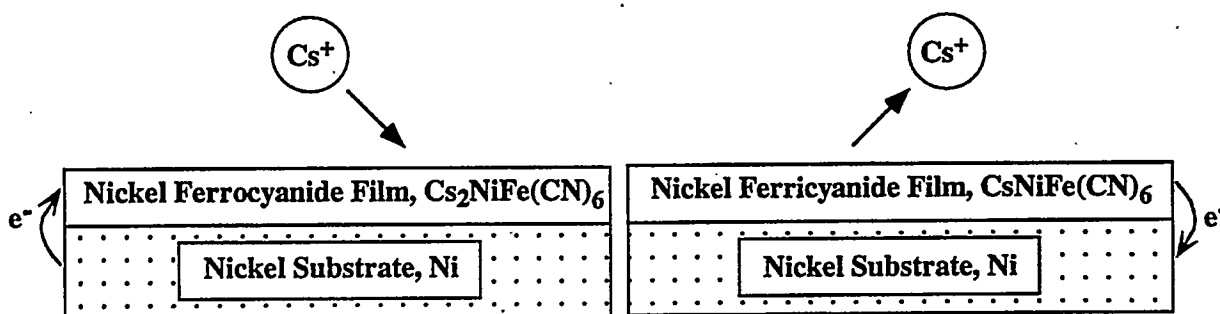 Cs⁺
Cs⁺
Nickel Ferrocyanide Film, Cs₂NiFe(CN)₆
Nickel Ferricyanide Film, CsNiFe(CN)₆
e⁻
e⁻
Nickel Substrate, Ni
Nickel Substrate, Ni